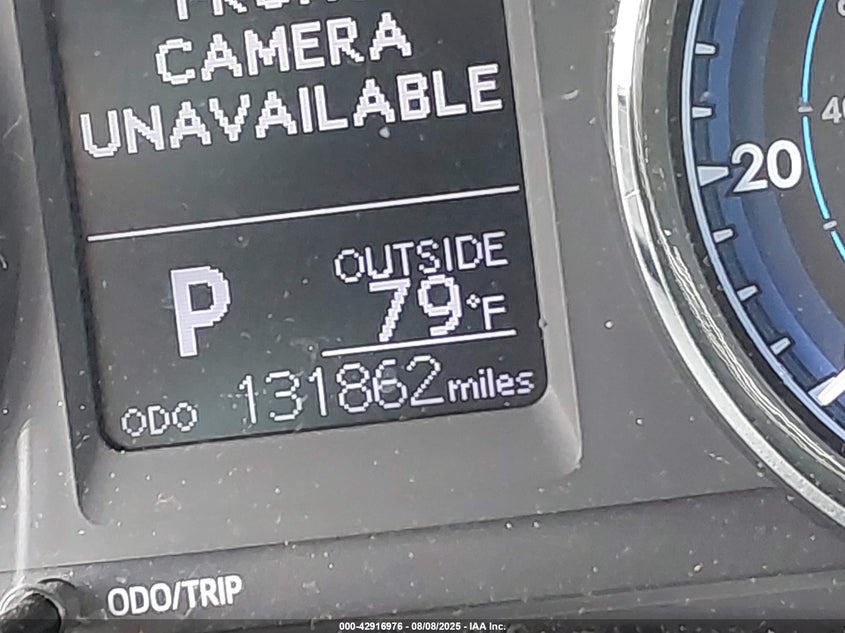 CAMERA
UNAVAILABLE
P
OUTSIDE
79°F
ODO 131862 miles
20
ODO/TRIP
000-42916976 - 08/08/2025 - IAA Inc.